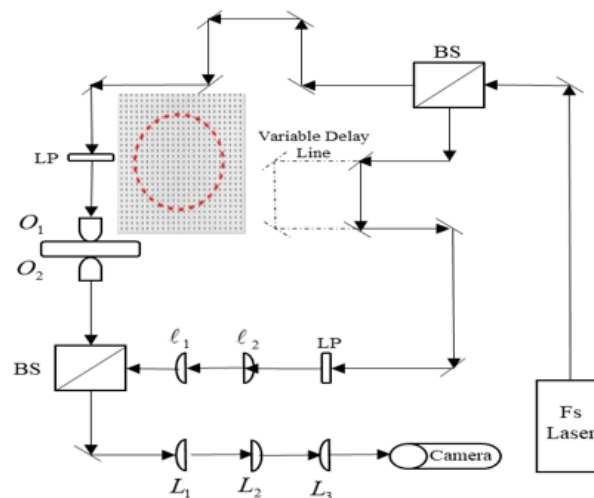 BS
Variable Delay
Line
LP
O₁
O₂
ℓ₁
ℓ₂
LP
BS
Fs
Laser
Camera
L₁
L₂
L₃